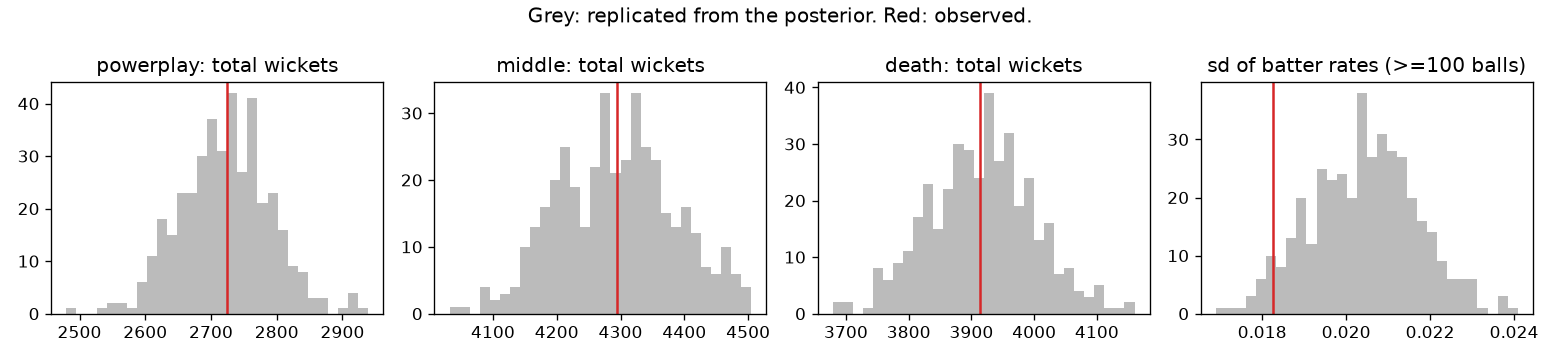 Grey: replicated from the posterior. Red: observed.
powerplay: total wickets
middle: total wickets
death: total wickets
sd of batter rates (>=100 balls)
40
30
20
10
0
2500 2600 2700 2800 2900
30
20
10
0
4100 4200 4300 4400 4500
40
30
20
10
0
3700 3800 3900 4000 4100
30
20
10
0
0.018 0.020 0.022 0.024